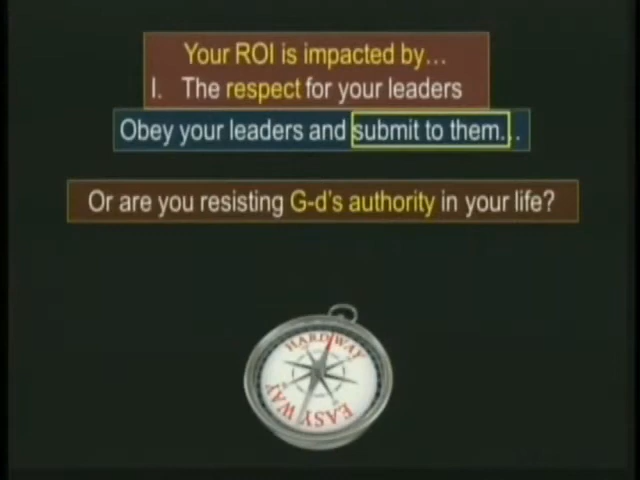 Your ROI is impacted by...
I. The respect for your leaders
Obey your leaders and submit to them...
Or are you resisting G-d's authority in your life?
HARD WAY
EASY WAY